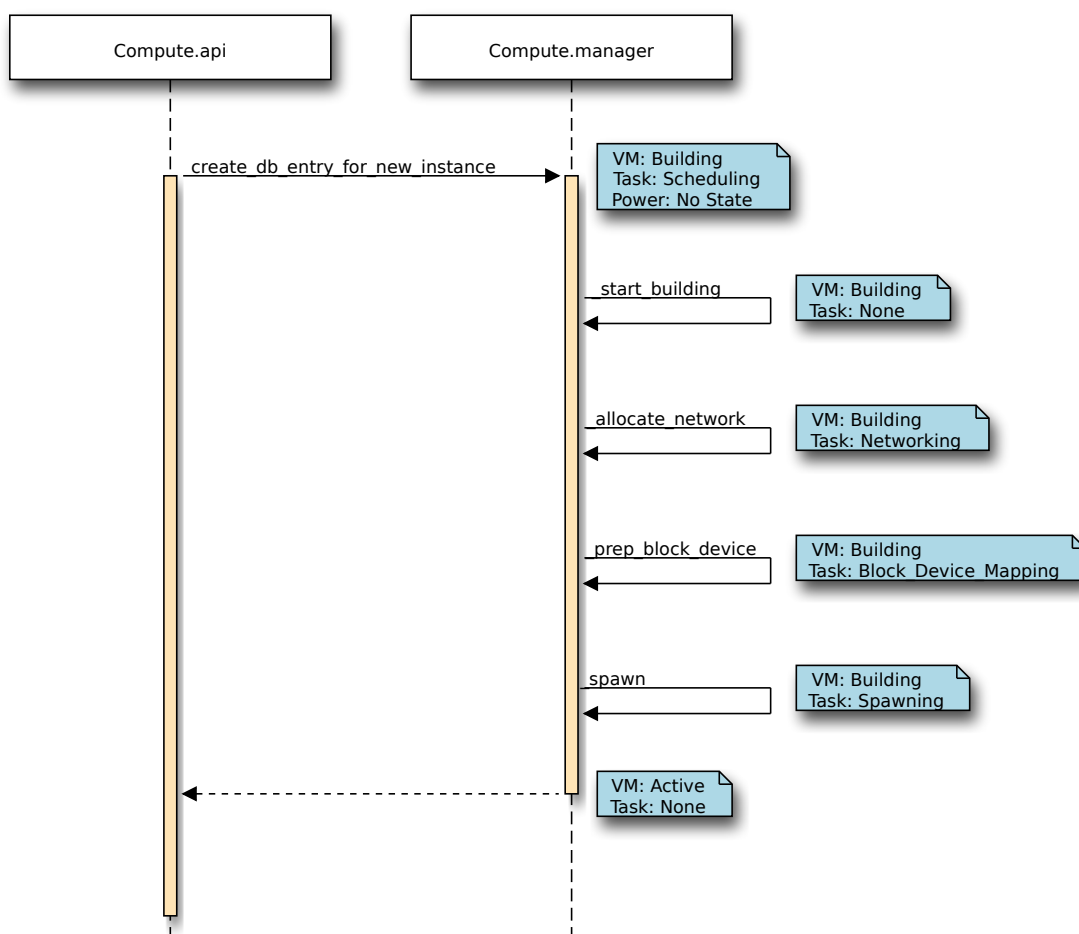 Compute.api
Compute.manager
create_db_entry_for_new_instance
VM: Building
Task: Scheduling
Power: No State
_start_building
VM: Building
Task: None
_allocate_network
VM: Building
Task: Networking
_prep_block_device
VM: Building
Task: Block_Device_Mapping
_spawn
VM: Building
Task: Spawning
VM: Active
Task: None